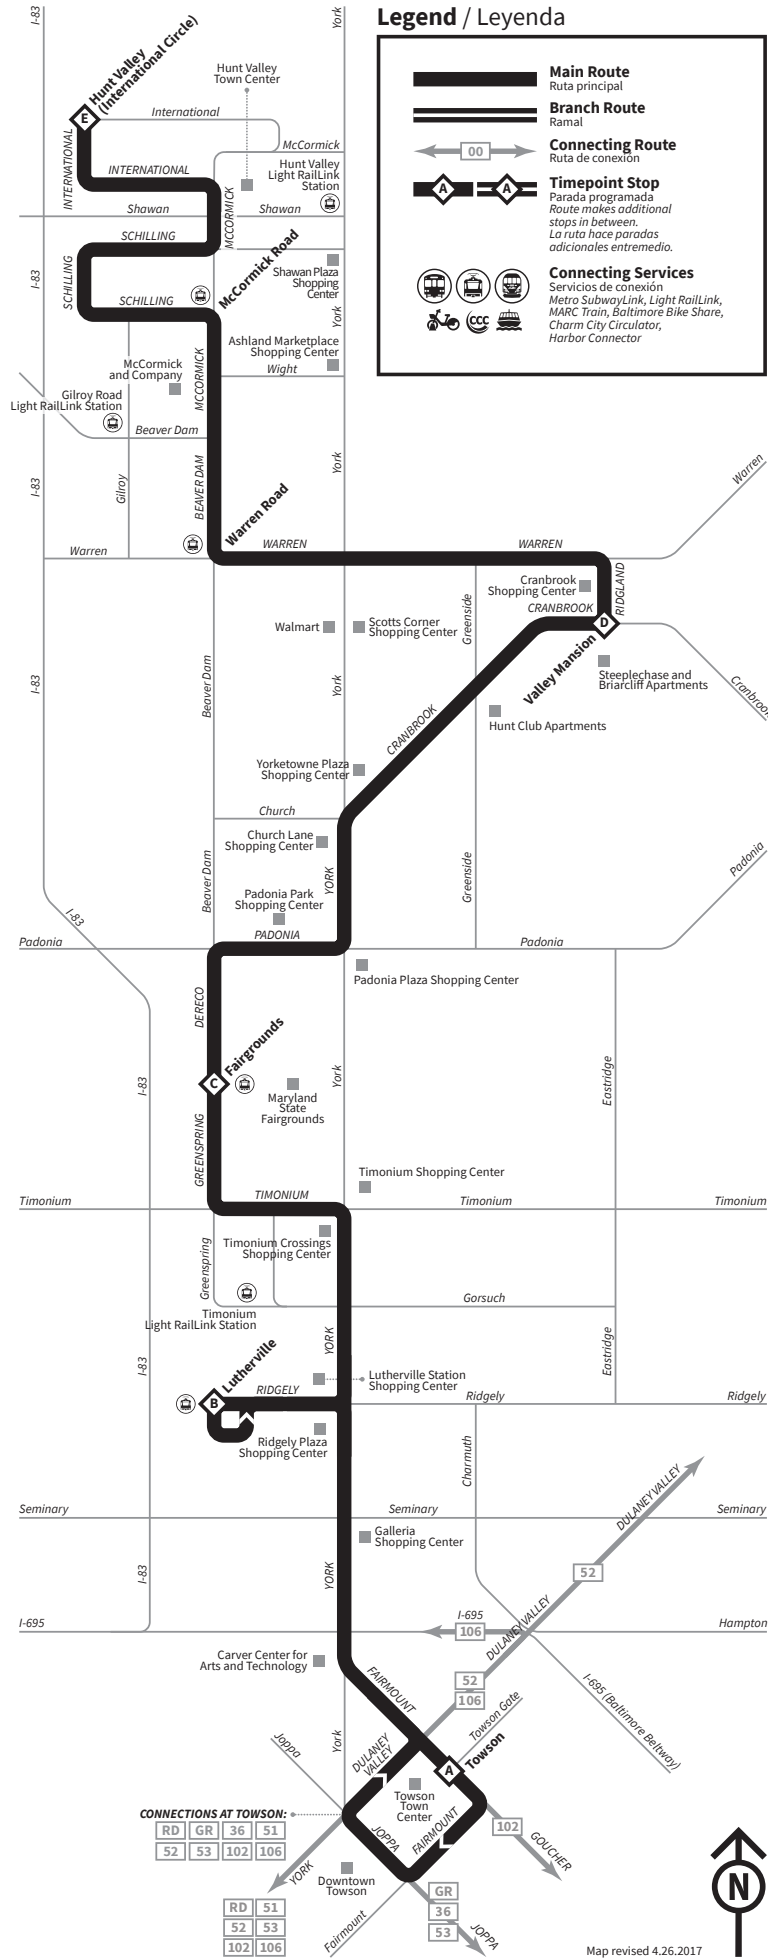 Legend / Leyenda
Main Route
Ruta principal
Branch Route
Ramal
00
Connecting Route
Ruta de conexión
A
A
Timepoint Stop
Parada programada
Route makes additional
stops in between.
La ruta hace paradas
adicionales entremedio.
Connecting Services
Servicios de conexión
Metro SubwayLink, Light RailLink,
MARC Train, Baltimore Bike Share,
Charm City Circulator,
Harbor Connector
CCC
I-83
York
Hunt Valley
(International Circle)
E
Hunt Valley
Town Center
International
McCormick
INTERNATIONAL
INTERNATIONAL
Hunt Valley
Light RailLink
Station
MCCORMICK
Shawan
Shawan
SCHILLING
McCormick Road
Shawan Plaza
Shopping
Center
I-83
SCHILLING
SCHILLING
York
Ashland Marketplace
Shopping Center
McCormick
and Company
MCCORMICK
Wight
Gilroy Road
Light RailLink Station
Beaver Dam
York
Warren
I-83
Gilroy
BEAVER DAM
Warren Road
Warren
WARREN
WARREN
Cranbrook
Shopping Center
RIDGLAND
CRANBROOK
D
Greenside
Walmart
Scotts Corner
Shopping Center
Valley Mansion
Steeplechase and
Briarcliff Apartments
I-83
Beaver Dam
York
Cranbrook
CRANBROOK
Hunt Club Apartments
Yorketowne Plaza
Shopping Center
Church
Church Lane
Shopping Center
Beaver Dam
YORK
Greenside
Padonia
Padonia Park
Shopping Center
I-83
Padonia
PADONIA
Padonia
Padonia Plaza Shopping Center
DERECO
Fairgrounds
C
I-83
York
Eastridge
Maryland
State
Fairgrounds
GREENSPRING
Timonium Shopping Center
Timonium
TIMONIUM
Timonium
Timonium
Timonium Crossings
Shopping Center
Greenspring
Gorsuch
Timonium
Light RailLink Station
YORK
I-83
Eastridge
Lutherville
Lutherville Station
Shopping Center
B
RIDGELY
Ridgely
Ridgely
Ridgely Plaza
Shopping Center
Charmuth
DULANEY VALLEY
Seminary
Seminary
Seminary
Galleria
Shopping Center
I-83
YORK
52
I-695
I-695
106
DULANEY VALLEY
Hampton
Carver Center for
Arts and Technology
FAIRMOUNT
52
106
I-695 (Baltimore Beltway)
Towson Gate
Joppa
York
DULANEY
VALLEY
A
Towson
Towson
Town
Center
CONNECTIONS AT TOWSON:
RD GR 36 51
52 53 102 106
JOPPA
FAIRMOUNT
102
GOUCHER
YORK
Downtown
Towson
RD 51
52 53
102 106
Fairmount
GR
36
53
JOPPA
N
Map revised 4.26.2017